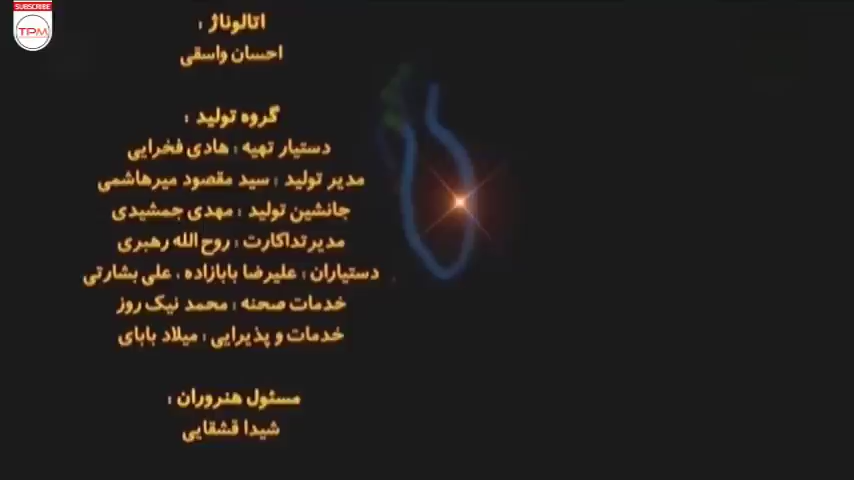 SUBSCRIBE
TPM
اتالوناژ :
احسان واسقی
گروه تولید :
دستیار تهیه : هادی فخرایی
مدیر تولید : سید مقصود میرهاشمی
جانشین تولید : مهدی جمشیدی
مدیرتداکارت : روح الله رهبری
دستیاران : علیرضا بابازاده ، علی بشارتی
خدمات صحنه : محمد نیک روز
خدمات و پذیرایی : میلاد بابای
مسئول هنروران :
شیدا قشقایی